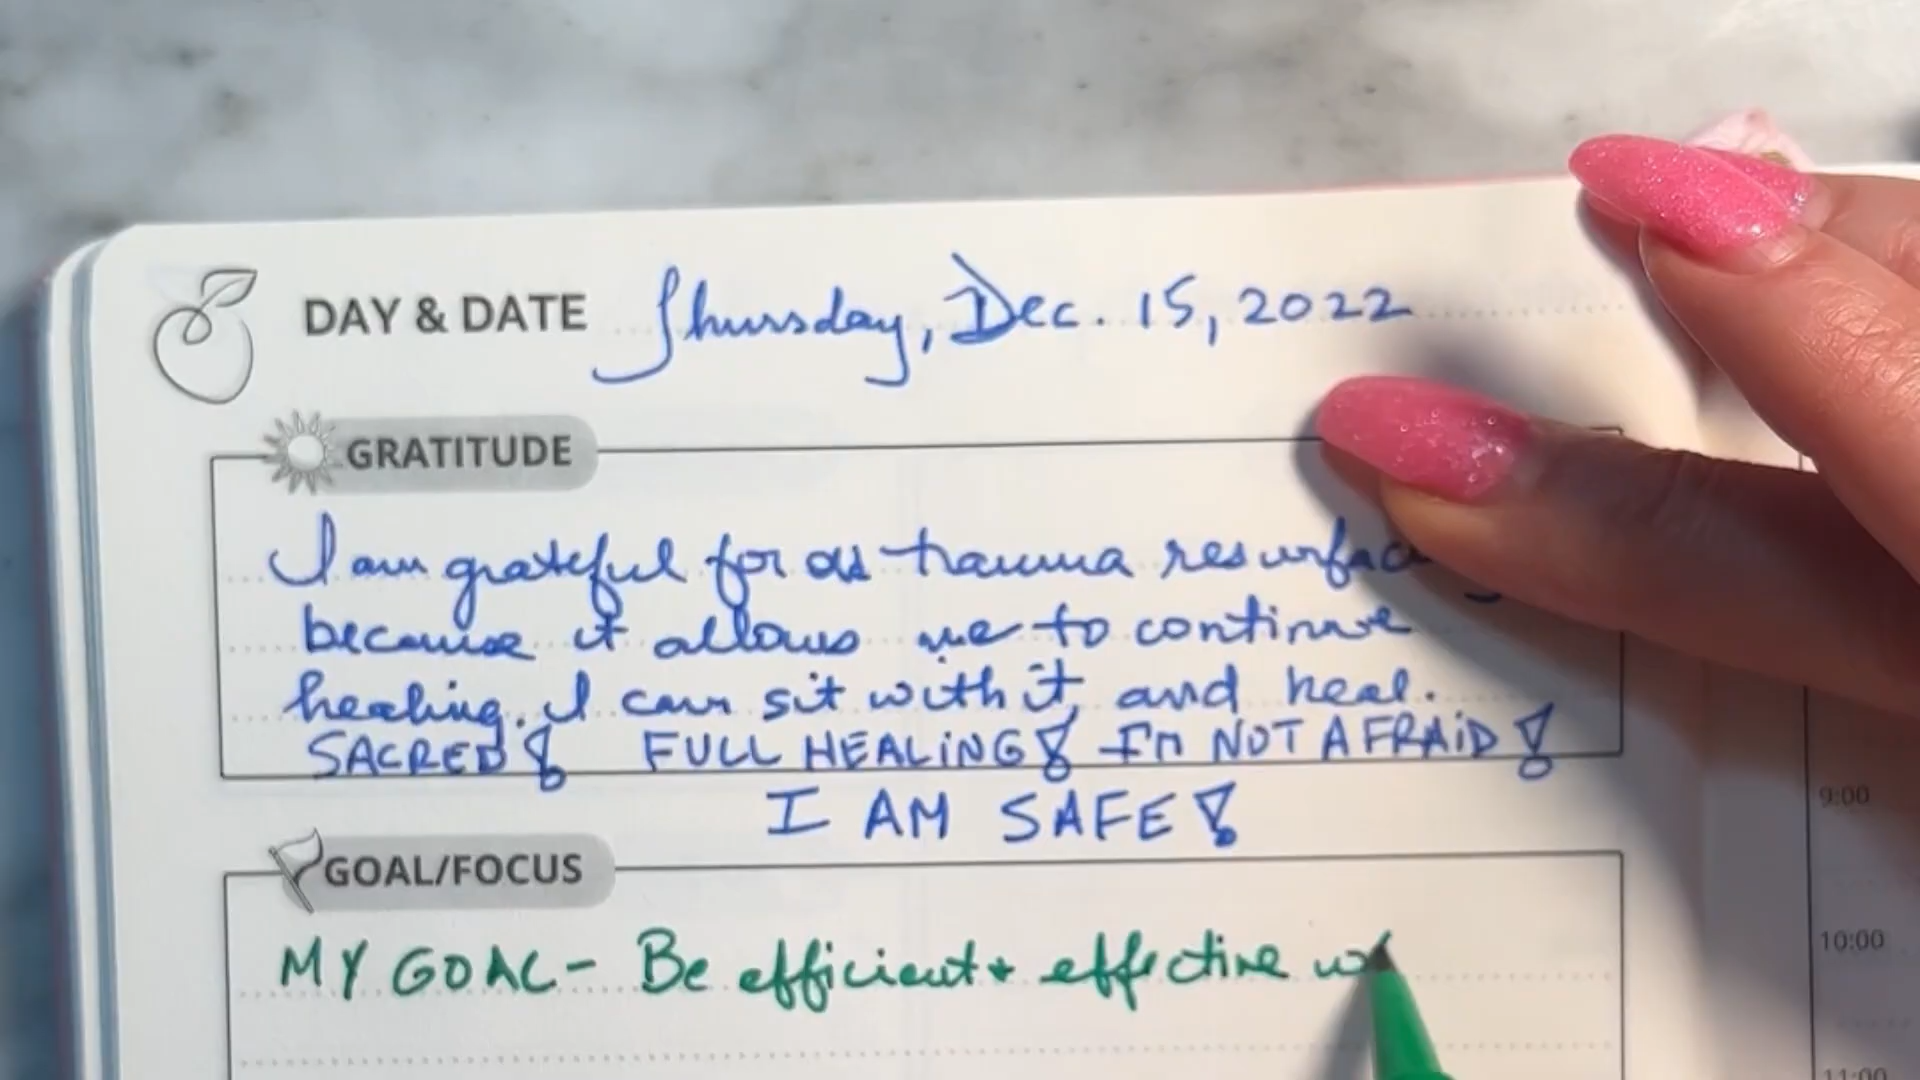 DAY & DATE Thursday, Dec. 15, 2022
GRATITUDE
I am grateful for old trauma
because it allows me to continue
healing. I can sit with it, and heal.
SACRED! FULL HEALING! I'M NOT AFRAID!
I AM SAFE!
GOAL/FOCUS
MY GOAL - Be efficient + effective
9:00
10:00
11:00